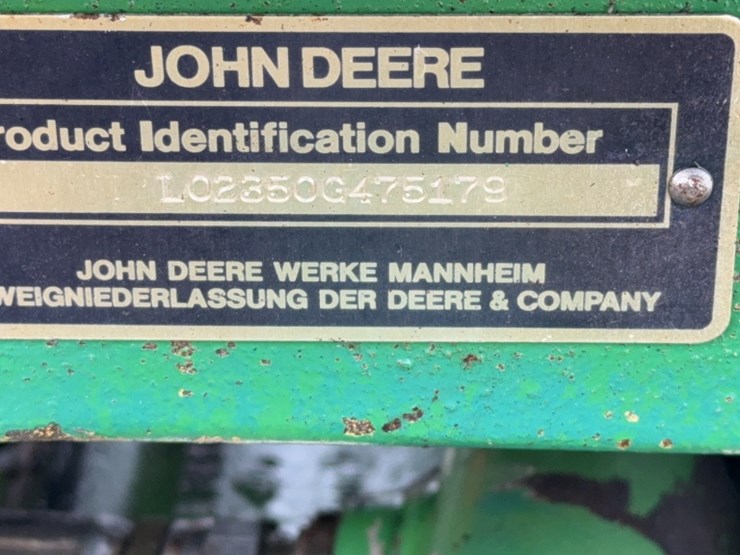 JOHN DEERE
roduct Identification Number
L02350G475179
JOHN DEERE WERKE MANNHEIM
WEIGNIEDERLASSUNG DER DEERE & COMPANY